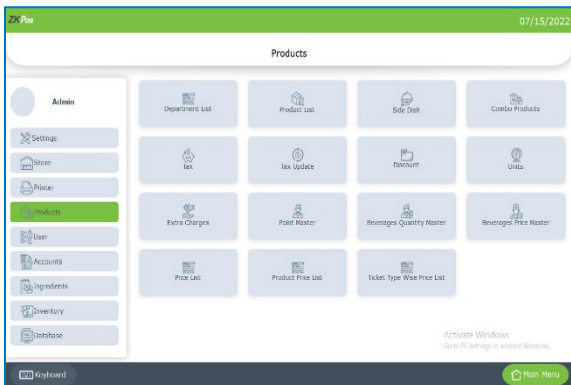 ZKPos
07/15/2022
Products
Admin
Settings
Store
Printer
Products
User
Accounts
Ingredients
Inventory
Database
Department List
Product List
Side Dish
Combo Products
Tax
Tax Update
Discount
Units
Extra Charges
Point Master
Beverages Quantity Master
Beverages Price Master
Price List
Product Price List
Ticket Type Wise Price List
Activate Windows
Go to PC settings to activate Windows.
Keyboard
Main Menu